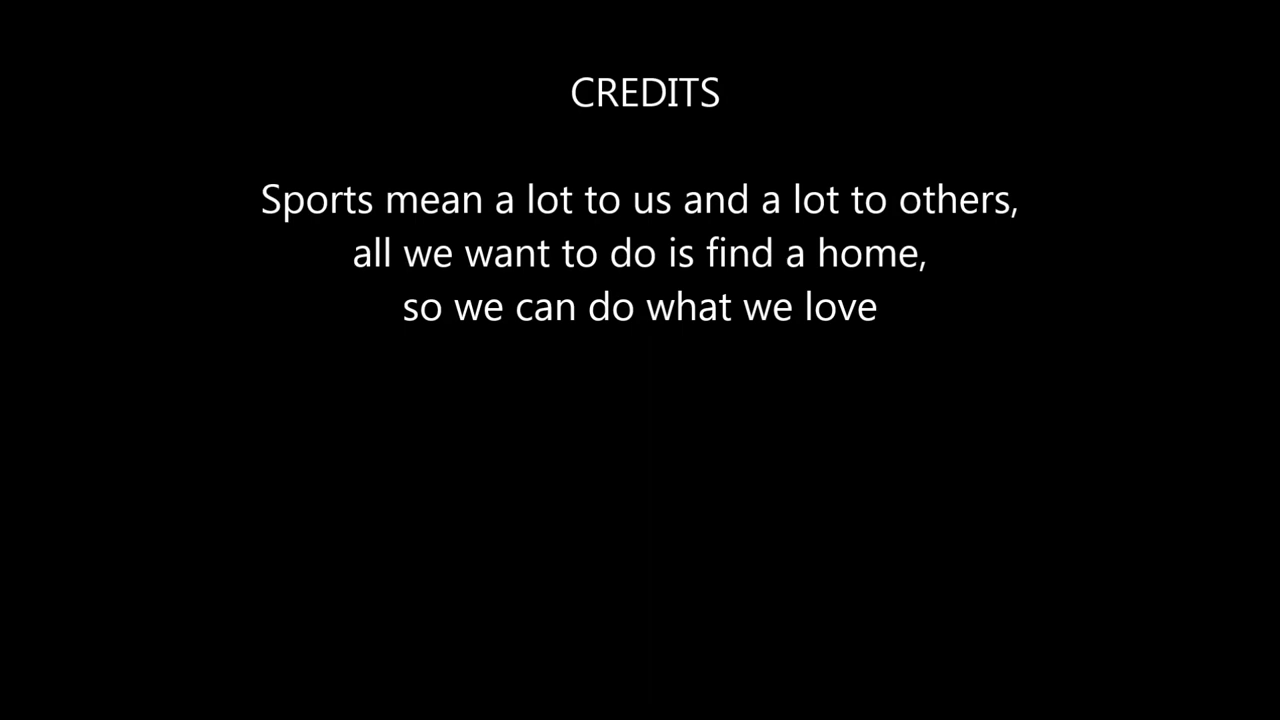 CREDITS
Sports mean a lot to us and a lot to others,
all we want to do is find a home,
so we can do what we love